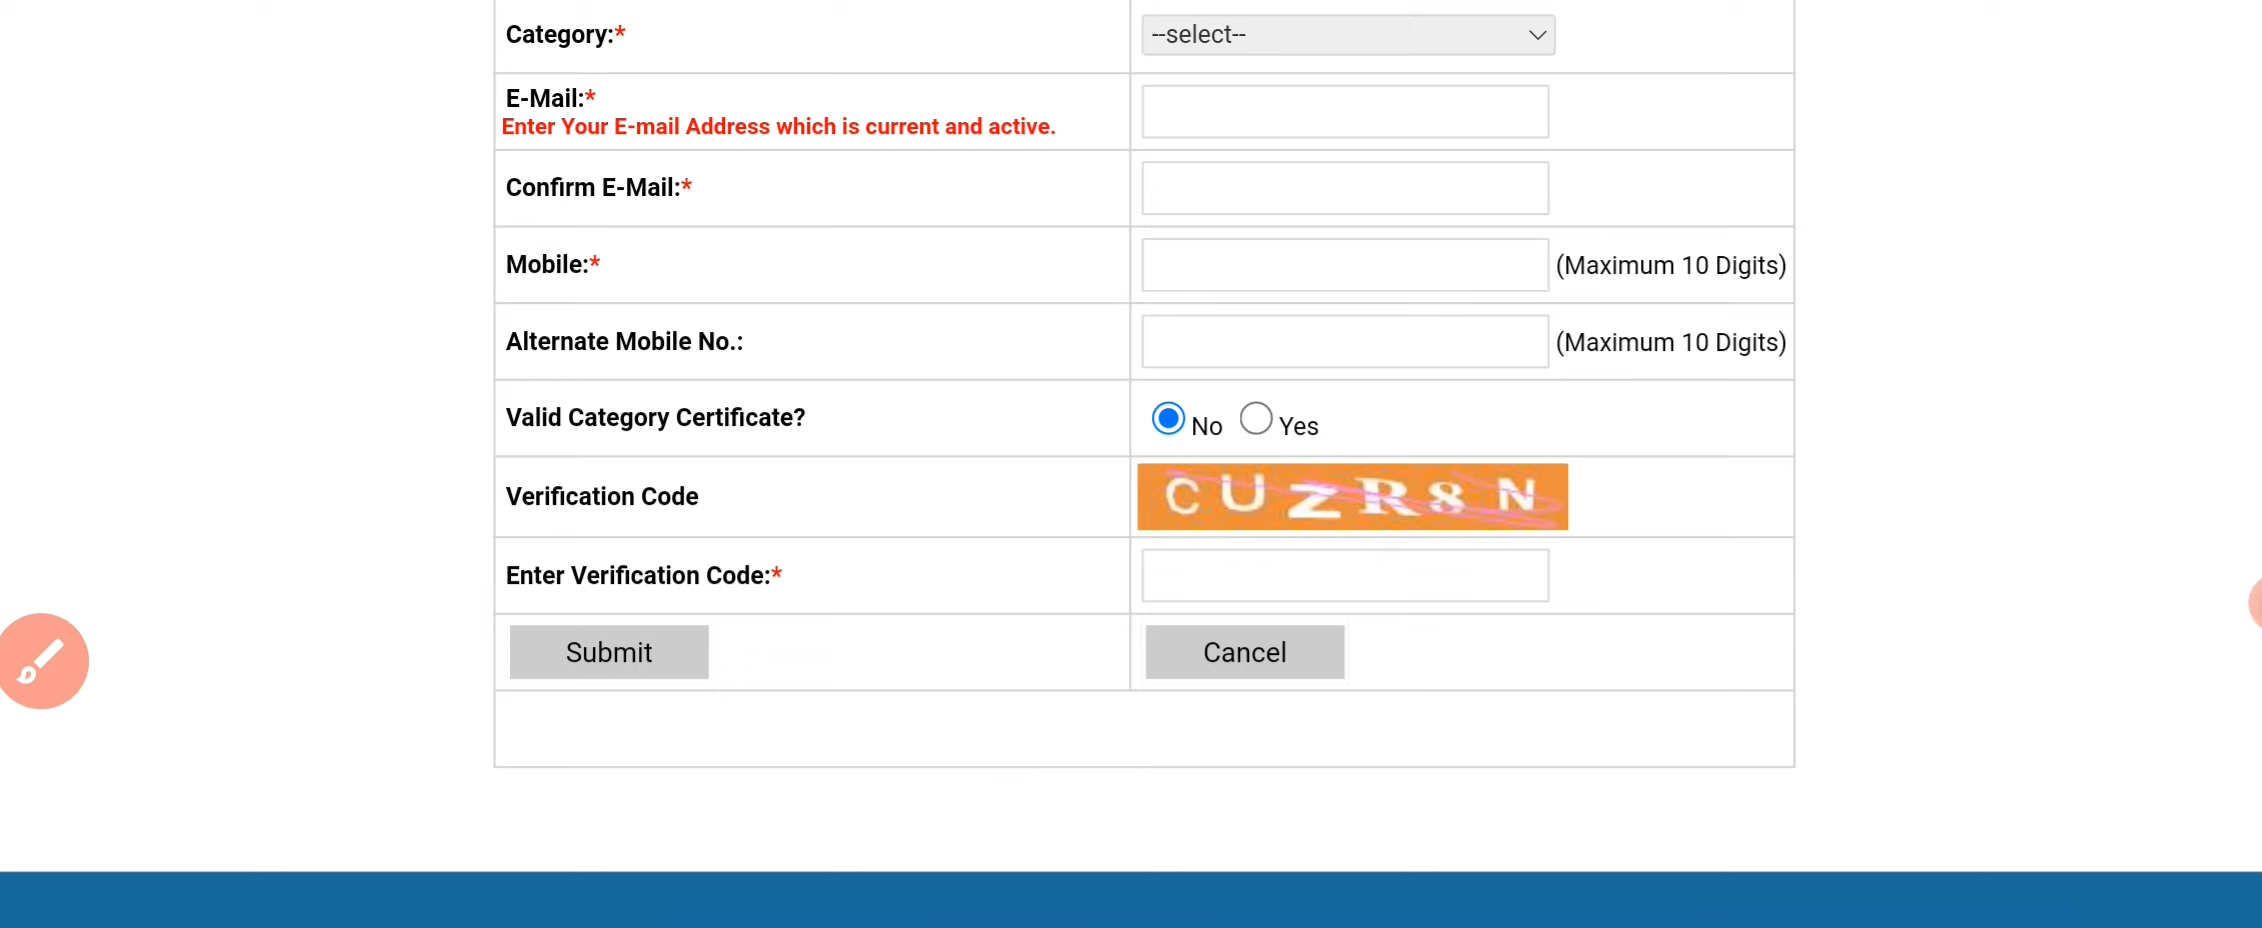 Category:*
--select--
E-Mail:*
Enter Your E-mail Address which is current and active.
Confirm E-Mail:*
Mobile:*
(Maximum 10 Digits)
Alternate Mobile No.:
(Maximum 10 Digits)
Valid Category Certificate?
No Yes
Verification Code
CUZR8N
Enter Verification Code:*
Submit
Cancel